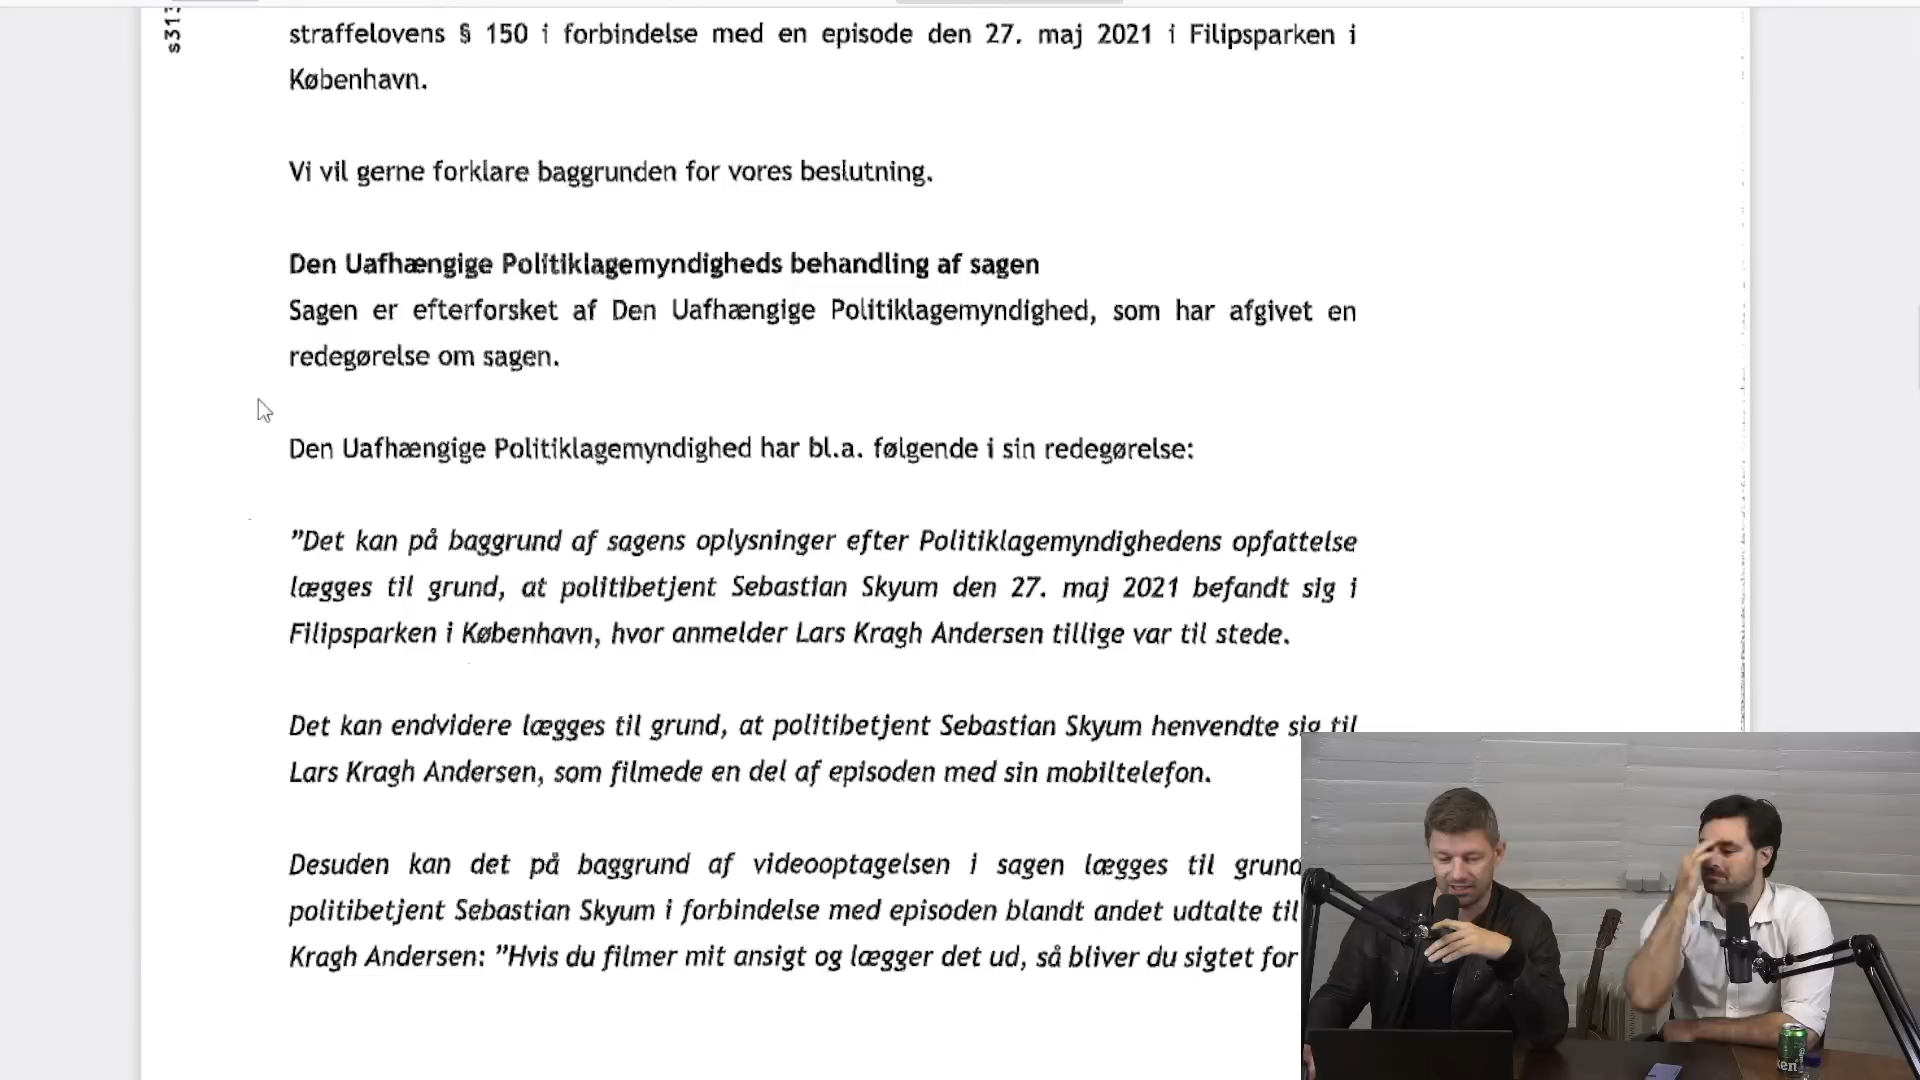 s313
straffelovens § 150 i forbindelse med en episode den 27. maj 2021 i Filipsparken i
København.
Vi vil gerne forklare baggrunden for vores beslutning.
Den Uafhængige Politiklagemyndigheds behandling af sagen
Sagen er efterforsket af Den Uafhængige Politiklagemyndighed, som har afgivet en
redegørelse om sagen.
Den Uafhængige Politiklagemyndighed har bl.a. følgende i sin redegørelse:
”Det kan på baggrund af sagens oplysninger efter Politiklagemyndighedens opfattelse
lægges til grund, at politibetjent Sebastian Skyum den 27. maj 2021 befandt sig i
Filipsparken i København, hvor anmelder Lars Kragh Andersen tillige var til stede.
Det kan endvidere lægges til grund, at politibetjent Sebastian Skyum henvendte sig til
Lars Kragh Andersen, som filmede en del af episoden med sin mobiltelefon.
Desuden kan det på baggrund af videooptagelsen i sagen lægges til grund
politibetjent Sebastian Skyum i forbindelse med episoden blandt andet udtalte til
Kragh Andersen: ”Hvis du filmer mit ansigt og lægger det ud, så bliver du sigtet for